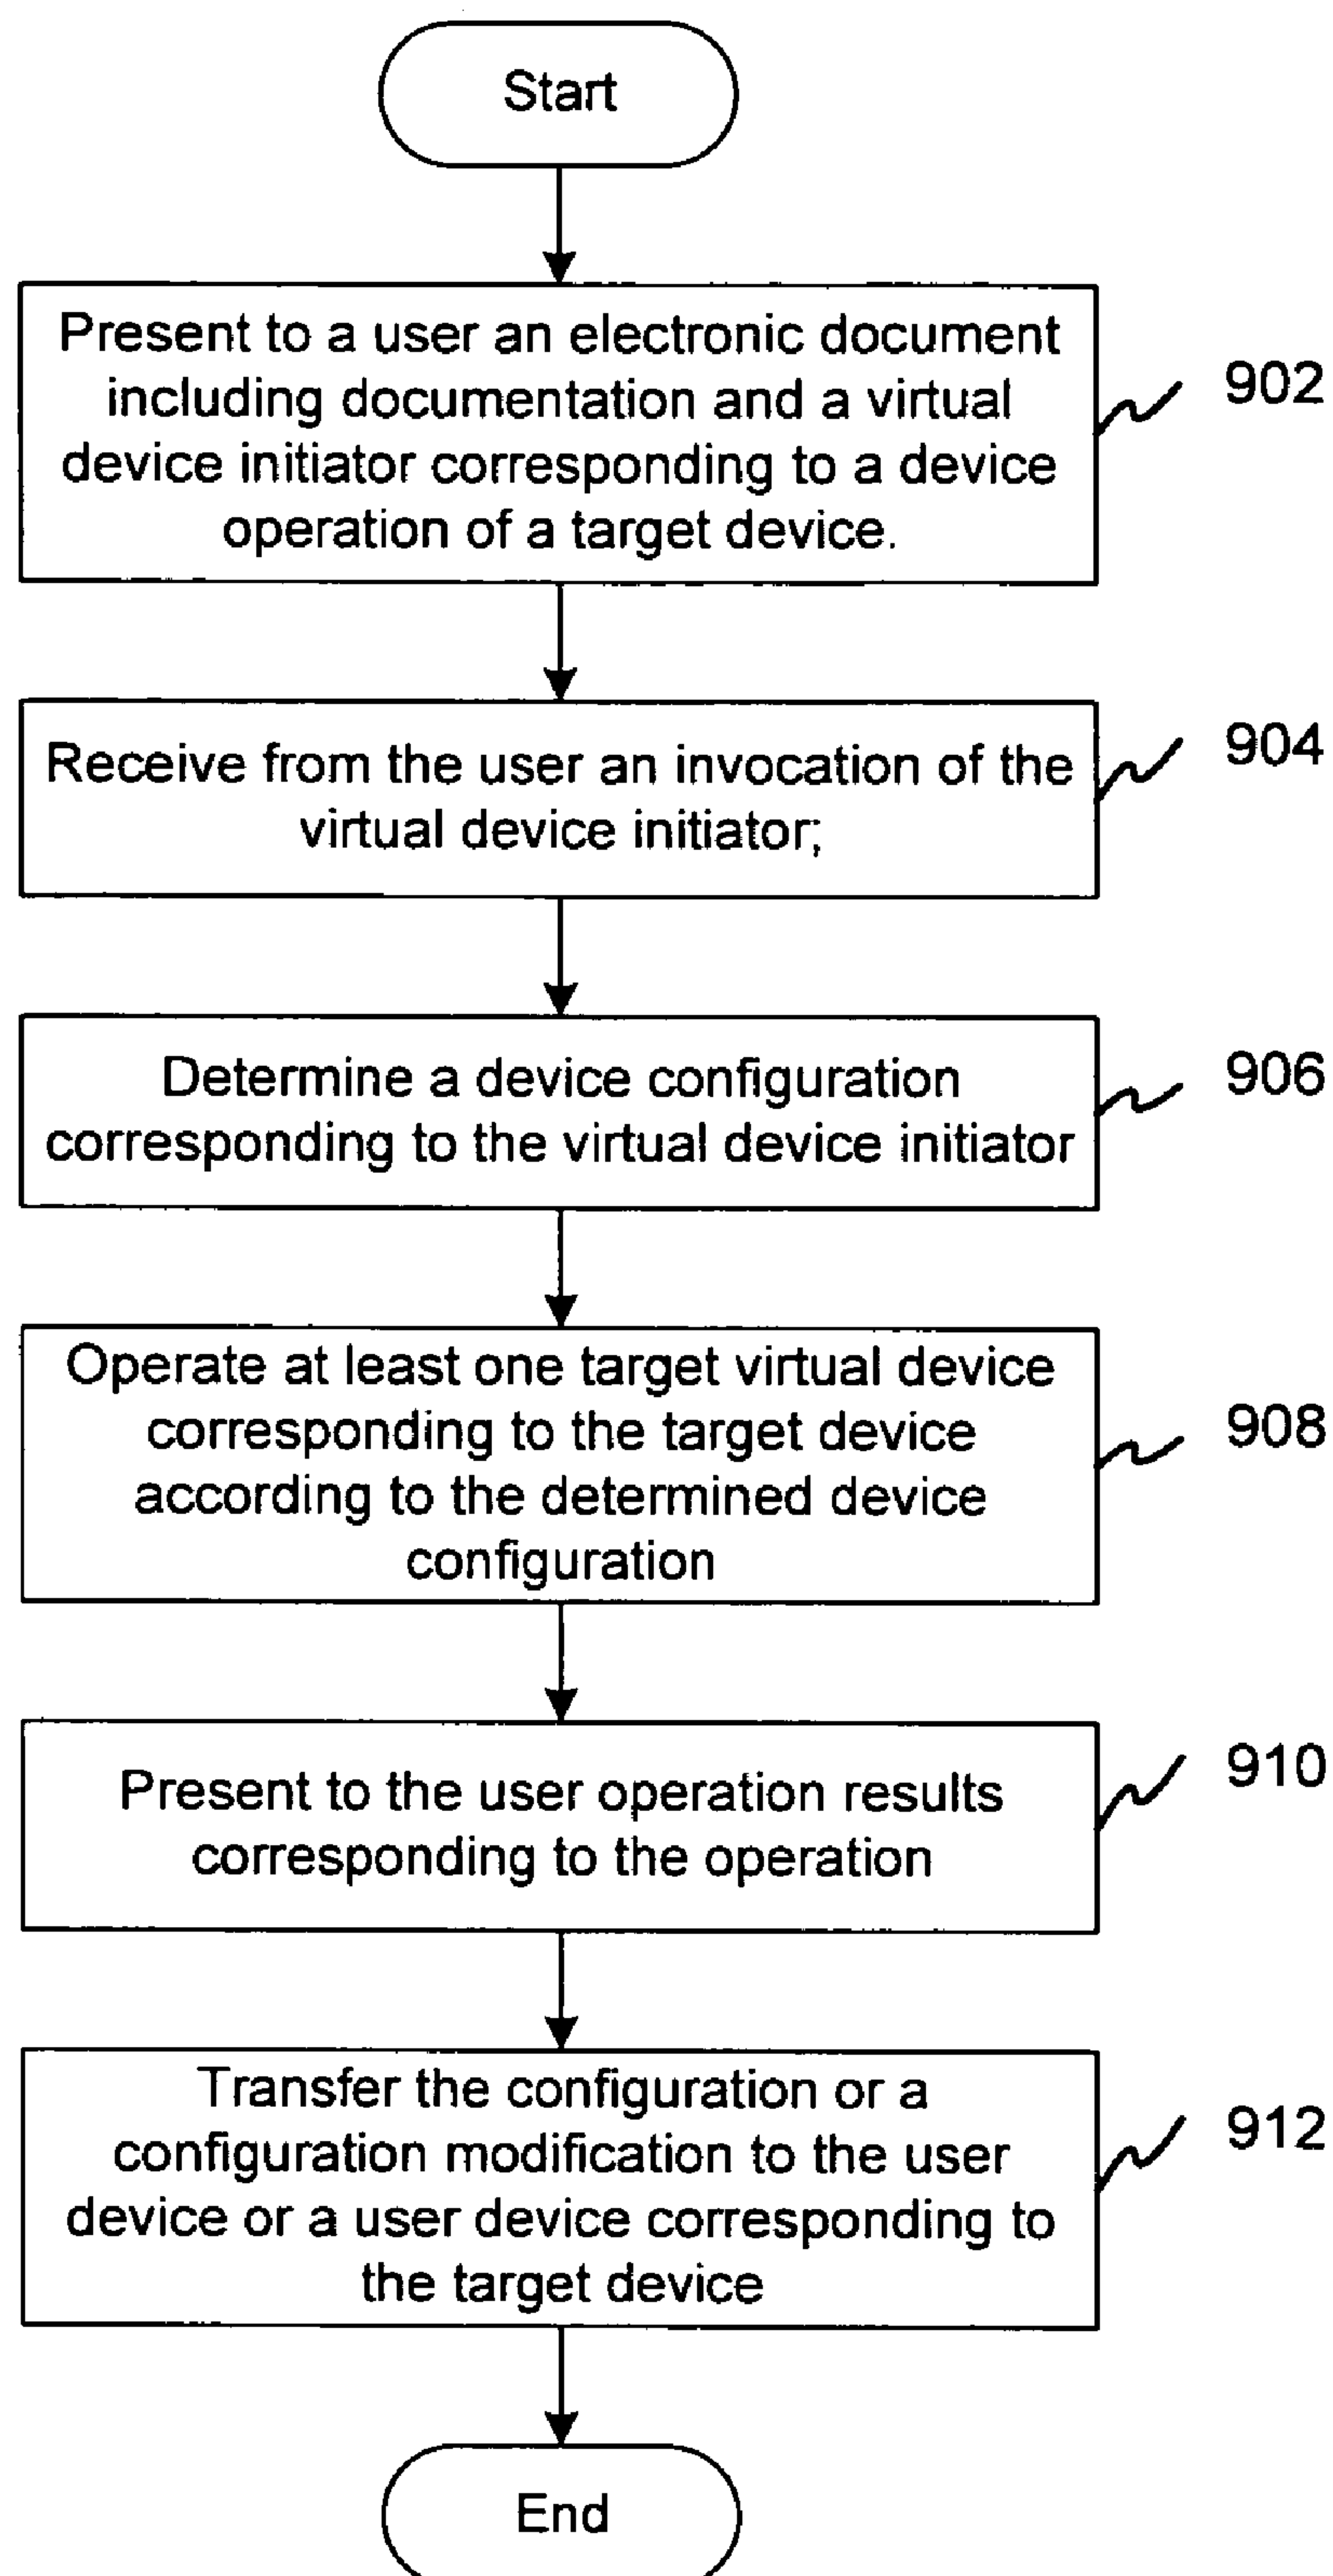 Start
Present to a user an electronic document
including documentation and a virtual
device initiator corresponding to a device
operation of a target device.
902
Receive from the user an invocation of the
virtual device initiator;
904
Determine a device configuration
corresponding to the virtual device initiator
906
Operate at least one target virtual device
corresponding to the target device
according to the determined device
configuration
908
Present to the user operation results
corresponding to the operation
910
Transfer the configuration or a
configuration modification to the user
device or a user device corresponding to
the target device
912
End